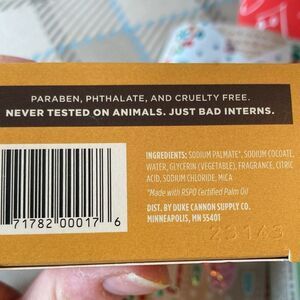 PARABEN, PHTHALATE, AND CRUELTY FREE.
NEVER TESTED ON ANIMALS. JUST BAD INTERNS.
INGREDIENTS: SODIUM PALMATE*, SODIUM COCOATE,
WATER, GLYCERIN (VEGETABLE), FRAGRANCE, CITRIC
ACID, SODIUM CHLORIDE, MICA
*Made with RSPO Certified Palm Oil
DIST. BY DUKE CANNON SUPPLY CO.
MINNEAPOLIS, MN 55401
71782 00017 6
23143